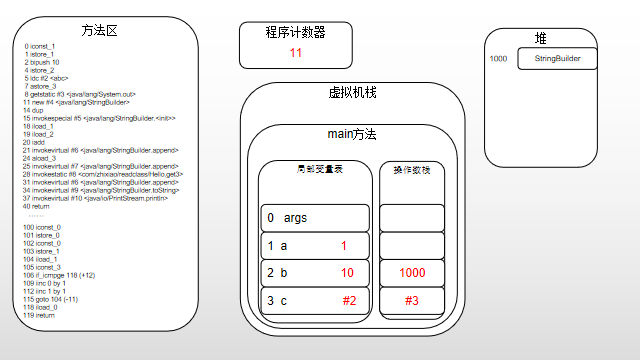 方法区
0 iconst_1
1 istore_1
2 bipush 10
4 istore_2
5 ldc #2 <abc>
7 astore_3
8 getstatic #3 <java/lang/System.out>
11 new #4 <java/lang/StringBuilder>
14 dup
15 invokespecial #5 <java/lang/StringBuilder.<init>>
18 iload_1
19 iload_2
20 iadd
21 invokevirtual #6 <java/lang/StringBuilder.append>
24 aload_3
25 invokevirtual #7 <java/lang/StringBuilder.append>
28 invokestatic #8 <com/zhixiao/readclass/Hello.get3>
31 invokevirtual #6 <java/lang/StringBuilder.append>
34 invokevirtual #9 <java/lang/StringBuilder.toString>
37 invokevirtual #10 <java/io/PrintStream.println>
40 return
……
100 iconst_0
101 istore_0
102 iconst_0
103 istore_1
104 iload_1
105 iconst_3
106 if_icmpge 118 (+12)
109 iinc 0 by 1
112 iinc 1 by 1
115 goto 104 (-11)
118 iload_0
119 ireturn
程序计数器
11
虚拟机栈
main方法
局部变量表
0 args
1 a 1
2 b 10
3 c #2
操作数栈
1000
#3
堆
1000 StringBuilder